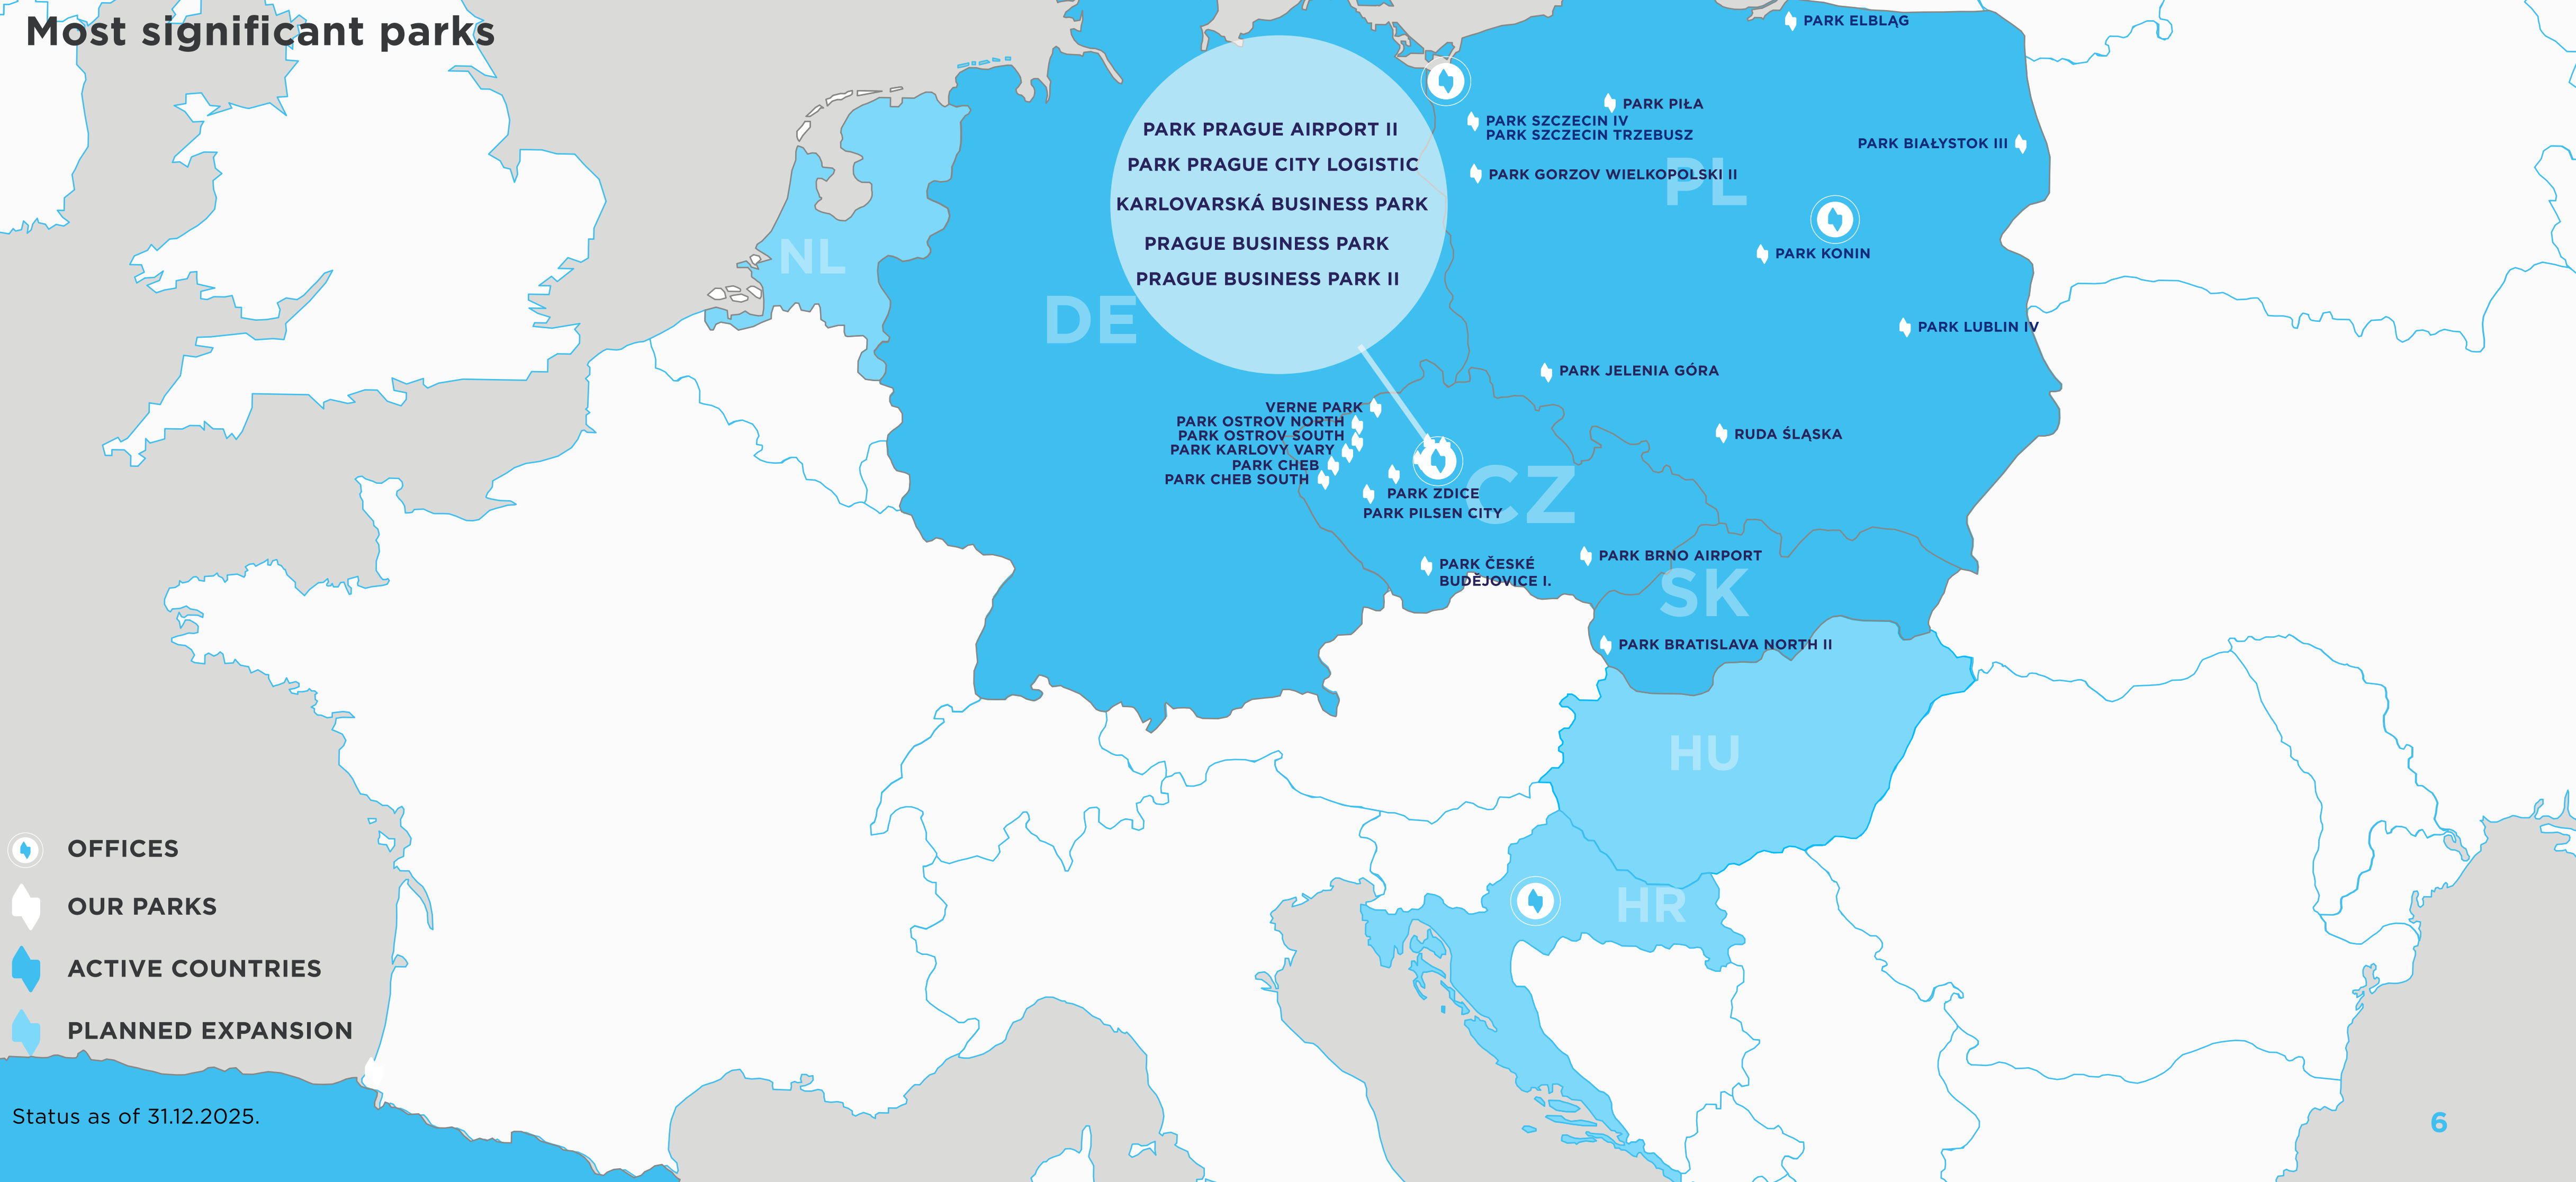 Most significant parks
PARK ELBLĄG
PARK PIŁA
PARK SZCZECIN IV
PARK SZCZECIN TRZEBUSZ
PARK BIAŁYSTOK III
PARK GORZOV WIELKOPOLSKI II
PL
PARK KONIN
PARK LUBLIN IV
PARK JELENIA GÓRA
RUDA ŚLĄSKA
PARK PRAGUE AIRPORT II
PARK PRAGUE CITY LOGISTIC
KARLOVARSKÁ BUSINESS PARK
PRAGUE BUSINESS PARK
PRAGUE BUSINESS PARK II
NL
DE
VERNE PARK
PARK OSTROV NORTH
PARK OSTROV SOUTH
PARK KARLOVY VARY
PARK CHEB
PARK CHEB SOUTH
CZ
PARK ZDICE
PARK PILSEN CITY
PARK ČESKÉ
BUDĚJOVICE I.
PARK BRNO AIRPORT
SK
PARK BRATISLAVA NORTH II
HU
HR
OFFICES
OUR PARKS
ACTIVE COUNTRIES
PLANNED EXPANSION
Status as of 31.12.2025.
6